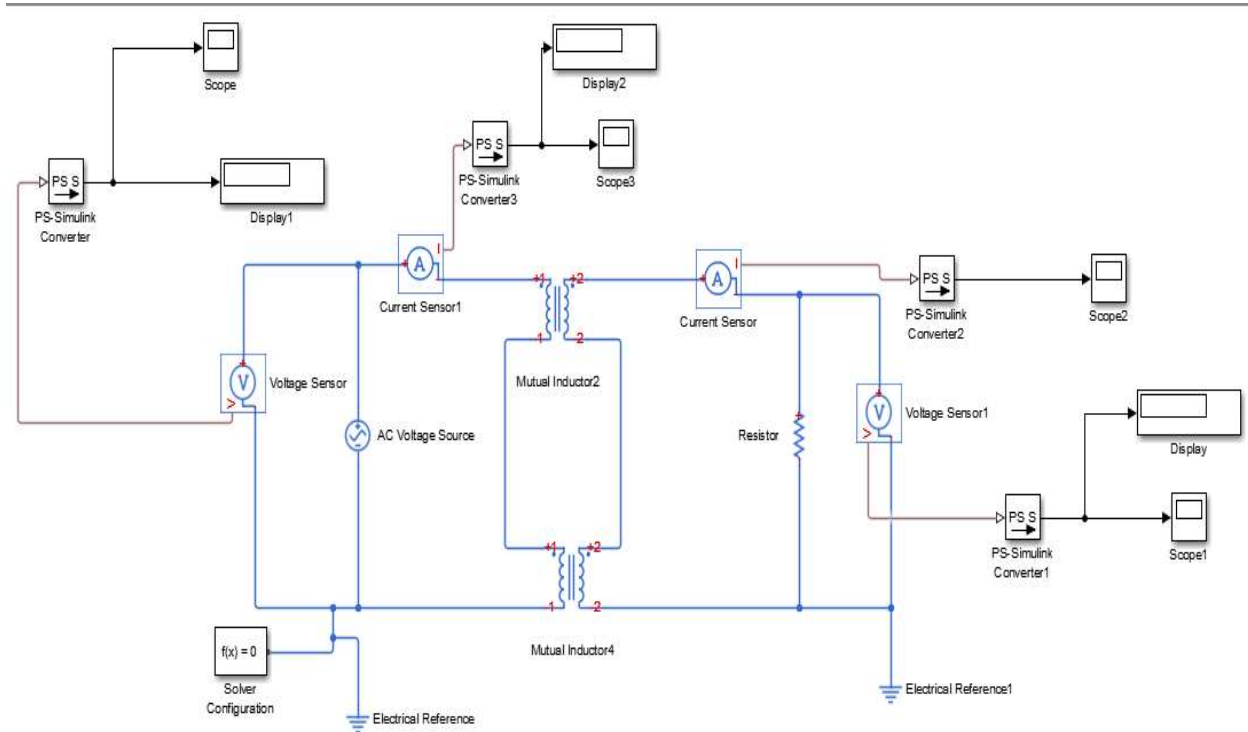 Scope
Display2
PS S
PS-Simulink
Converter3
Scope3
PS S
PS-Simulink
Converter
Display1
A
I
Current Sensor1
+1
+2
1
2
Mutual Inductor2
A
I
Current Sensor
PS S
PS-Simulink
Converter2
Scope2
V
V
Voltage Sensor
AC Voltage Source
Resistor
V
V
Voltage Sensor1
Display
PS S
PS-Simulink
Converter1
Scope1
+1
+2
1
2
Mutual Inductor4
f(x) = 0
Solver
Configuration
Electrical Reference
Electrical Reference1